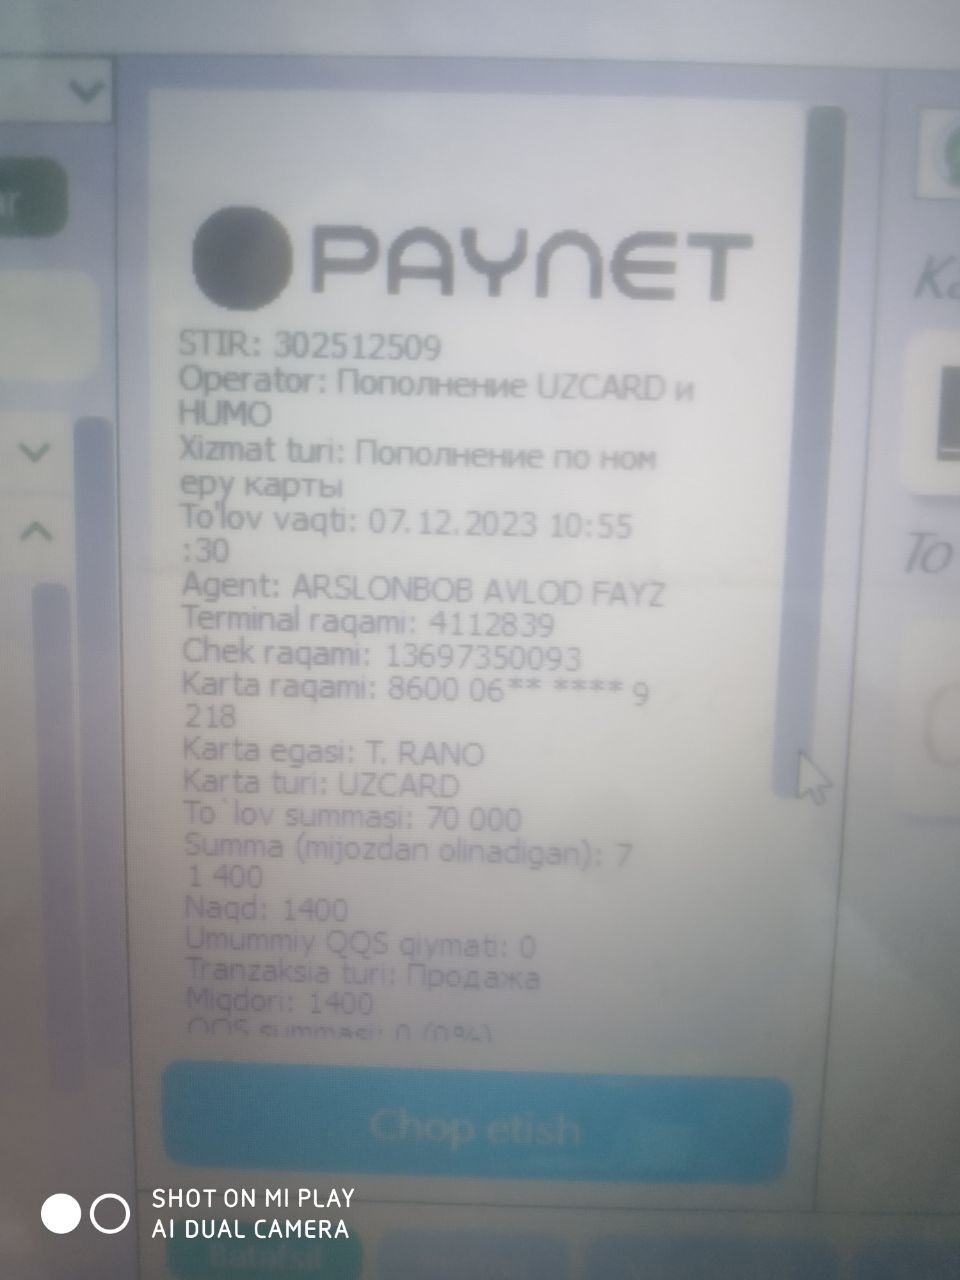 PAYNET
STIR: 302512509
Operator: Пополнение UZCARD и
HUMO
Xizmat turi: Пополнение по ном
еру карты
To'lov vaqti: 07.12.2023 10:55
:30
Agent: ARSLONBOB AVLOD FAYZ
Terminal raqami: 4112839
Chek raqami: 13697350093
Karta raqami: 8600 06** **** 9
218
Karta egasi: T. RANO
Karta turi: UZCARD
To`lov summasi: 70 000
Summa (mijozdan olinadigan): 7
1 400
Naqd: 1400
Umummiy QQS qiymati: 0
Tranzaksia turi: Продажа
Miqdori: 1400
QQS summasi: 0 (0%)
Chop etish
Batafsil
To
SHOT ON MI PLAY
AI DUAL CAMERA